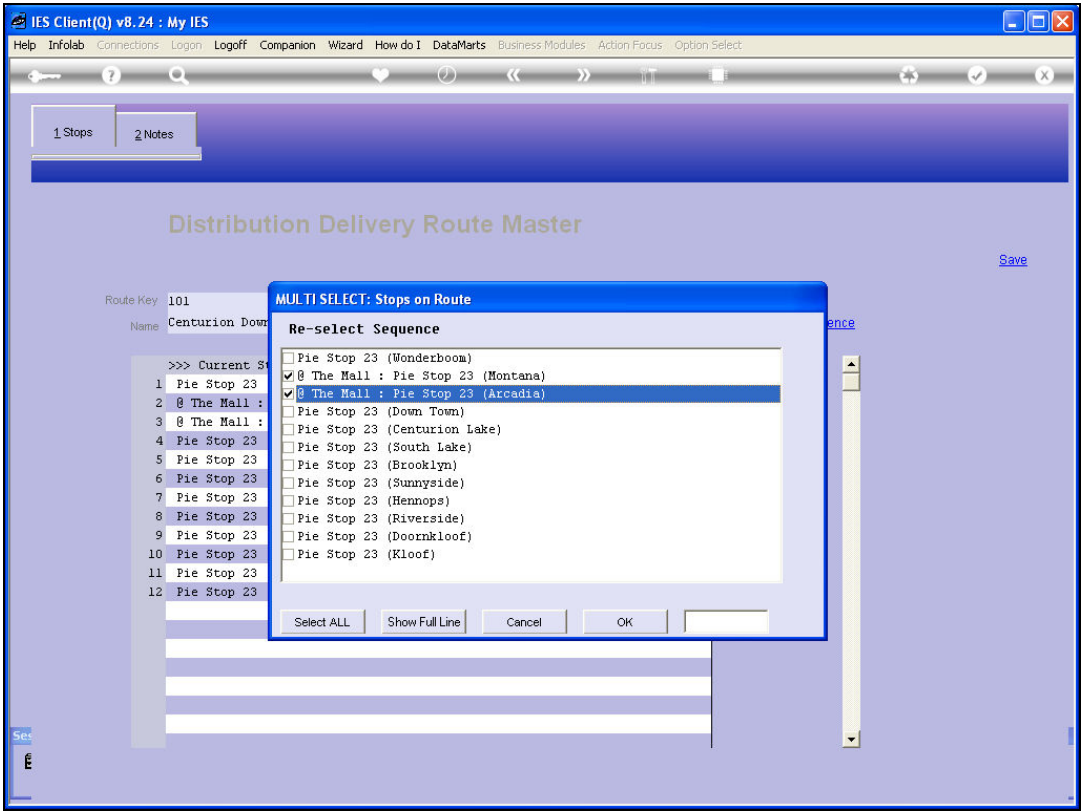 IES Client(Q) v8.24 : My IES
Help Infolab Connections Logon Logoff Companion Wizard How do I DataMarts Business Modules Action Focus Option Select
1 Stops 2 Notes
Distribution Delivery Route Master
Save
Route Key 101
Name Centurion Down
ence
>>> Current St
1 Pie Stop 23
2 @ The Mall :
3 @ The Mall :
4 Pie Stop 23
5 Pie Stop 23
6 Pie Stop 23
7 Pie Stop 23
8 Pie Stop 23
9 Pie Stop 23
10 Pie Stop 23
11 Pie Stop 23
12 Pie Stop 23
MULTI SELECT: Stops on Route
Re-select Sequence
Pie Stop 23 (Wonderboom)
@ The Mall : Pie Stop 23 (Montana)
@ The Mall : Pie Stop 23 (Arcadia)
Pie Stop 23 (Down Town)
Pie Stop 23 (Centurion Lake)
Pie Stop 23 (South Lake)
Pie Stop 23 (Brooklyn)
Pie Stop 23 (Sunnyside)
Pie Stop 23 (Hennops)
Pie Stop 23 (Riverside)
Pie Stop 23 (Doornkloof)
Pie Stop 23 (Kloof)
Select ALL Show Full Line Cancel OK
Ses